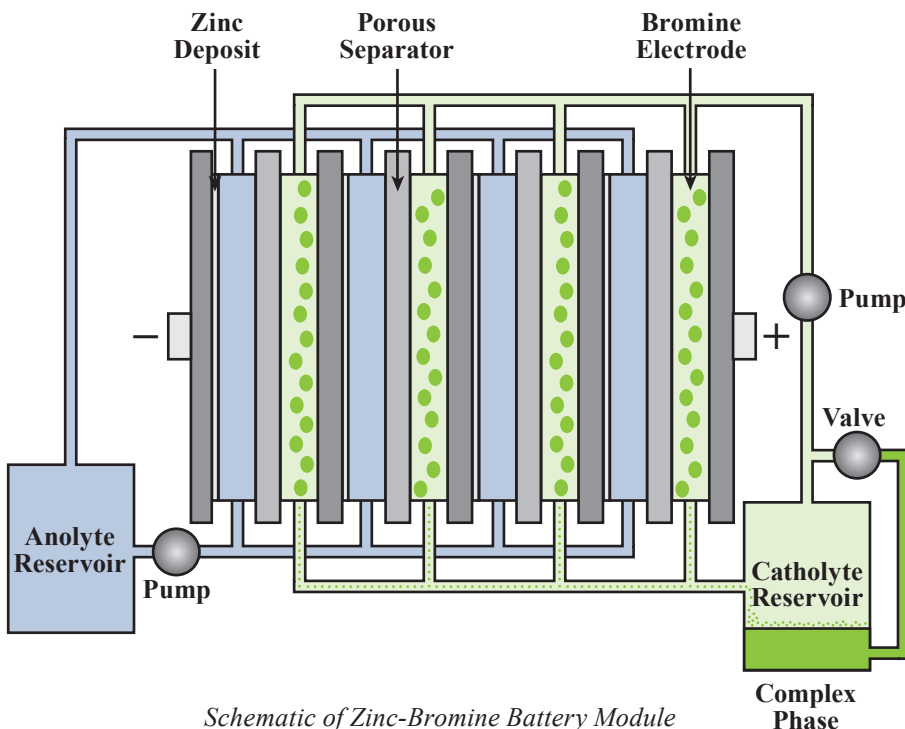 Zinc
Deposit
Porous
Separator
Bromine
Electrode
−
+
Pump
Valve
Anolyte
Reservoir
Pump
Catholyte
Reservoir
Complex
Phase
Schematic of Zinc-Bromine Battery Module